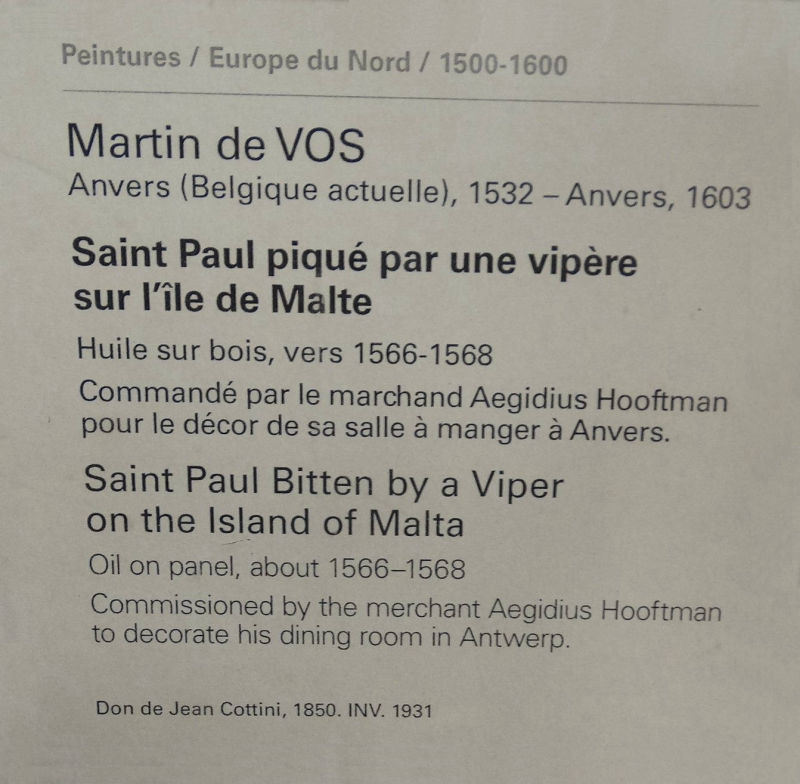 Peintures / Europe du Nord / 1500-1600
Martin de VOS
Anvers (Belgique actuelle), 1532 – Anvers, 1603
Saint Paul piqué par une vipère
sur l'île de Malte
Huile sur bois, vers 1566-1568
Commandé par le marchand Aegidius Hooftman
pour le décor de sa salle à manger à Anvers.
Saint Paul Bitten by a Viper
on the Island of Malta
Oil on panel, about 1566–1568
Commissioned by the merchant Aegidius Hooftman
to decorate his dining room in Antwerp.
Don de Jean Cottini, 1850. INV. 1931